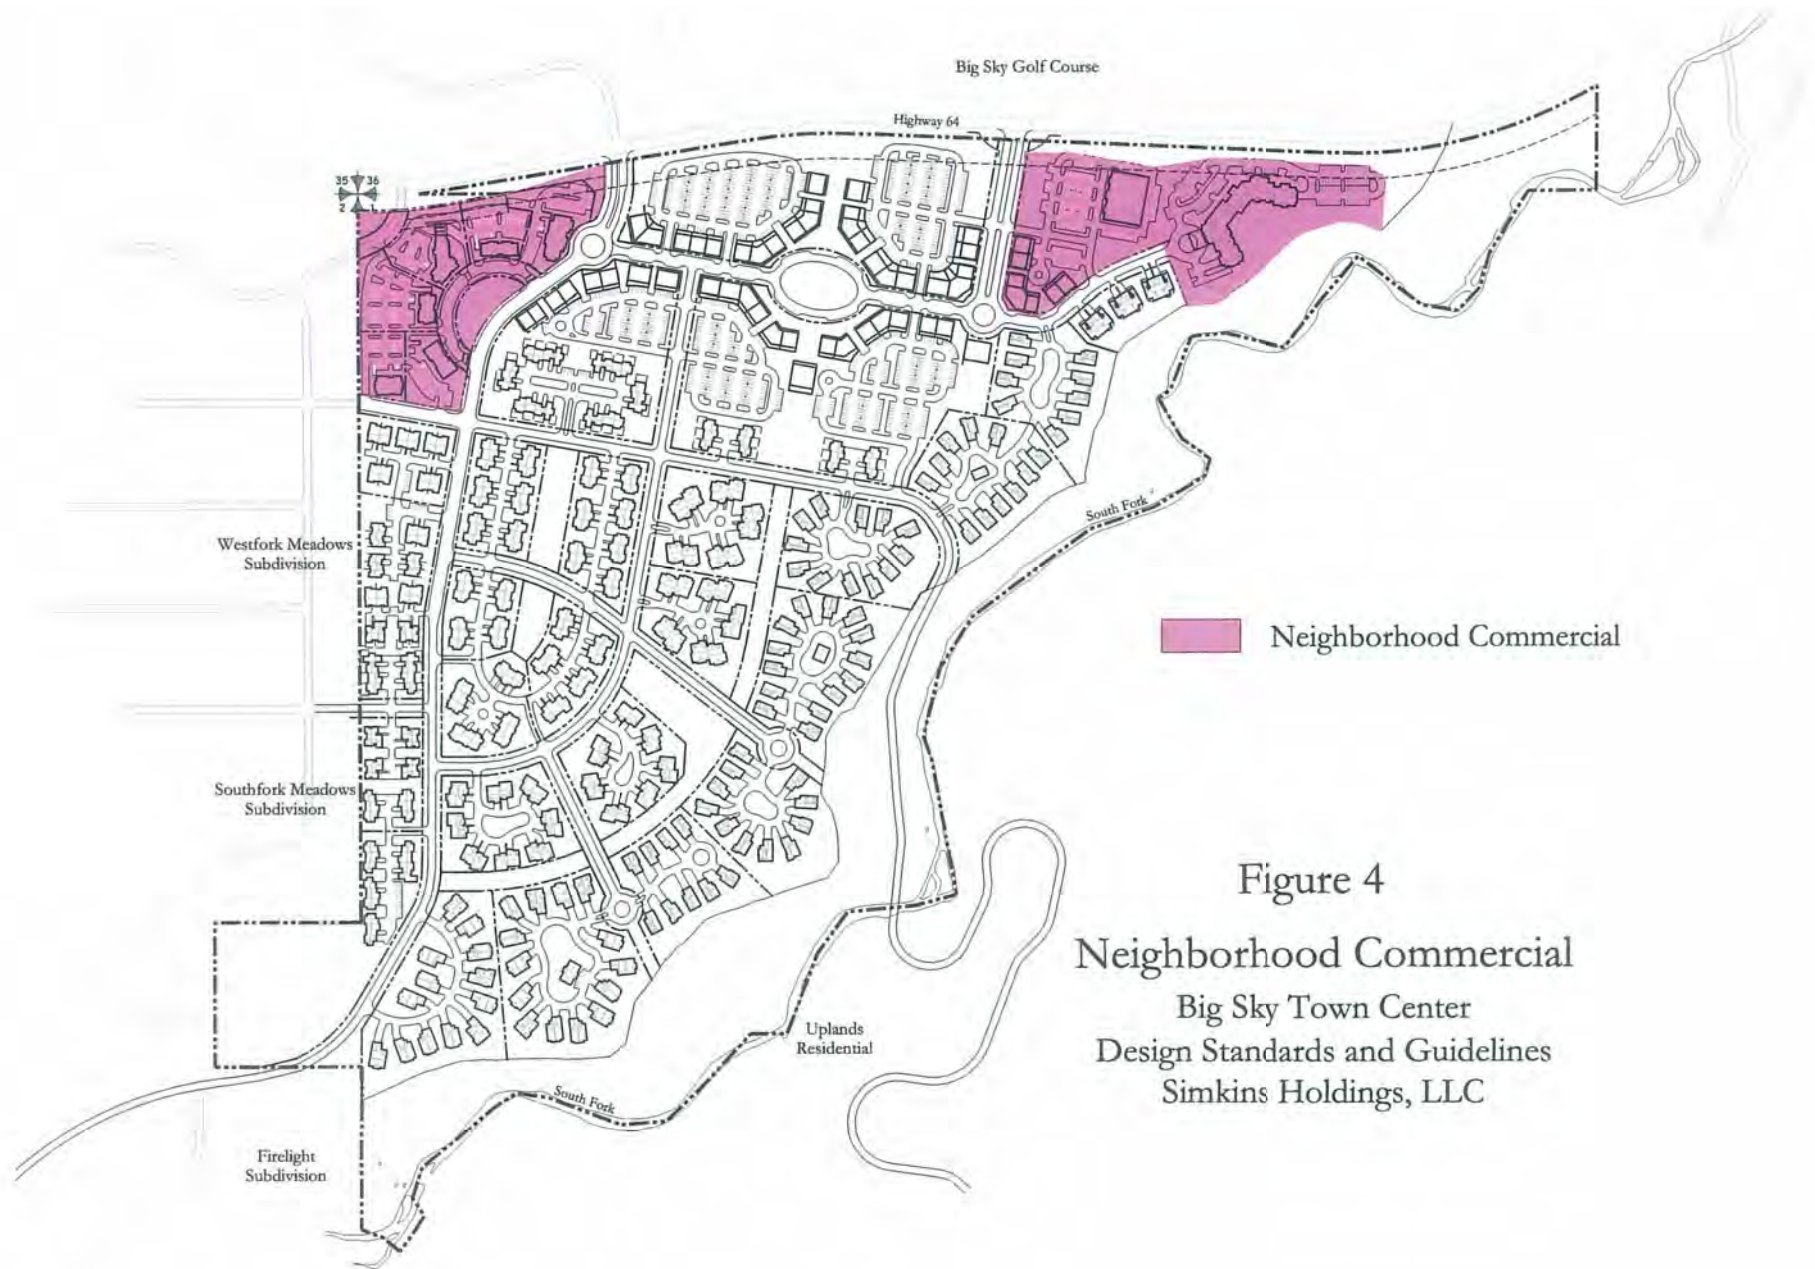 Big Sky Golf Course
Highway 64
35 36
2
South Fork
Westfork Meadows
Subdivision
Neighborhood Commercial
Southfork Meadows
Subdivision
Figure 4
Neighborhood Commercial
Big Sky Town Center
Design Standards and Guidelines
Simkins Holdings, LLC
Uplands
Residential
South Fork
Firelight
Subdivision